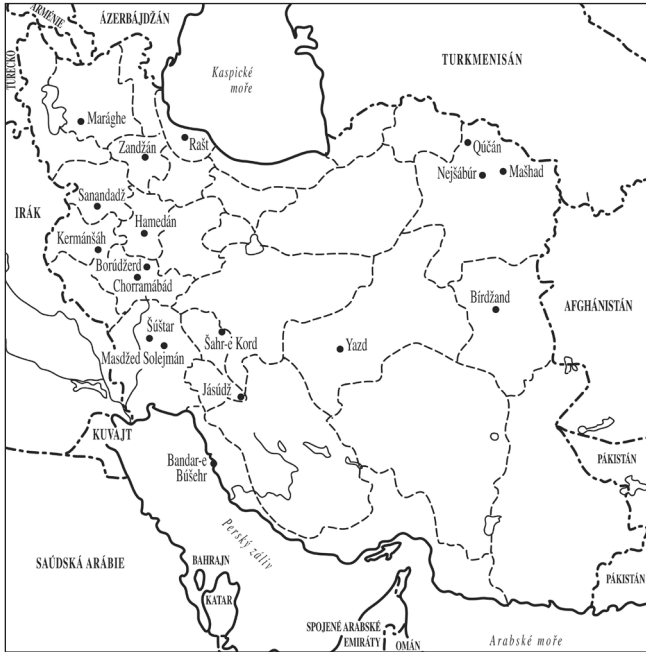 ARMÉNIE
ÁZERBÁJDŽÁN
TURECKO
Kaspické
moře
TURKMENISÁN
Marághe
Rašt
Zandžán
Qúčán
Nejšábúr
Mašhad
Sanandadž
IRÁK
Hamedán
Kermánšáh
Borúdžerd
Chorramábád
Bírdžand
AFGHÁNISTÁN
Šúštar
Šahr-e Kord
Yazd
Masdžed Solejmán
Jásúdž
KUVAJT
Bandar-e
Búšehr
PÁKISTÁN
Perský záliv
SAÚDSKÁ ARÁBIE
BAHRAJN
KATAR
PÁKISTÁN
SPOJENÉ ARABSKÉ
EMIRÁTY
OMÁN
Arabské moře